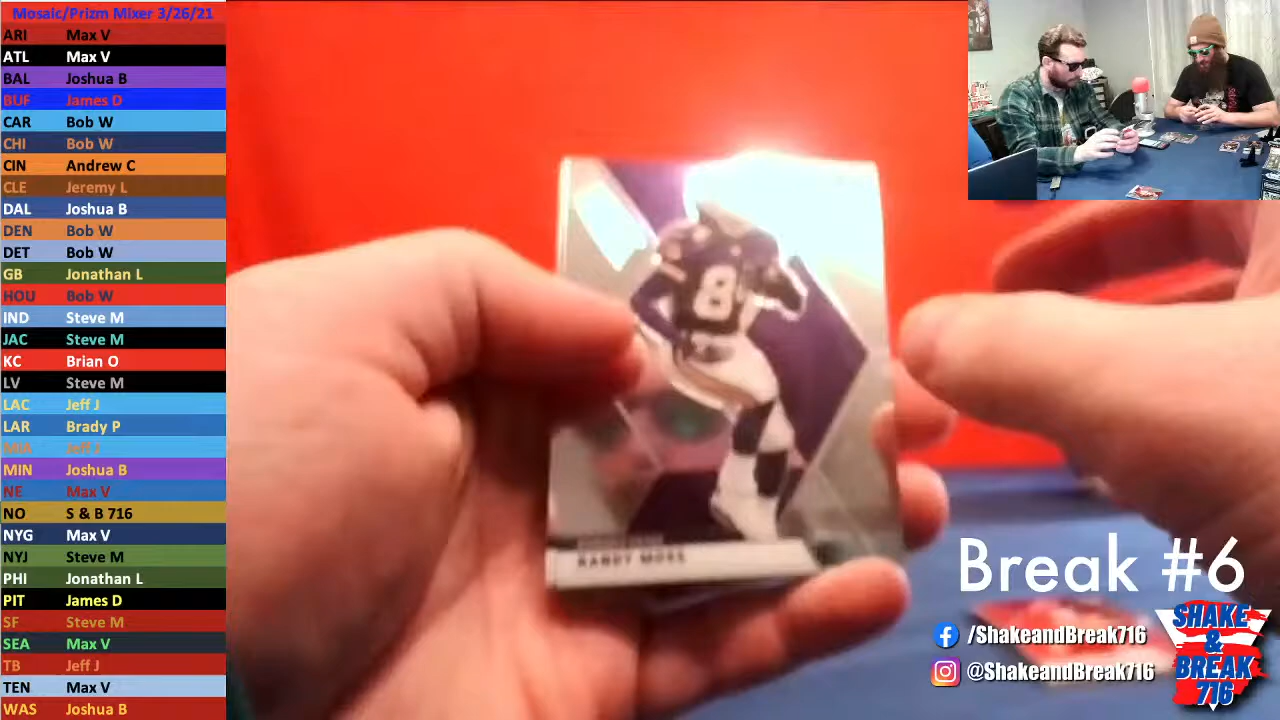 Mosaic/Prizm Mixer 3/26/21
ARI Max V
ATL Max V
BAL Joshua B
BUF James D
CAR Bob W
CHI Bob W
CIN Andrew C
CLE Jeremy L
DAL Joshua B
DEN Bob W
DET Bob W
GB Jonathan L
HOU Bob W
IND Steve M
JAC Steve M
KC Brian O
LV Steve M
LAC Jeff J
LAR Brady P
MIA Jeff J
MIN Joshua B
NE Max V
NO S & B 716
NYG Max V
NYJ Steve M
PHI Jonathan L
PIT James D
SF Steve M
SEA Max V
TB Jeff J
TEN Max V
WAS Joshua B
8
RANDY MOSS
Break #6
/ShakeandBreak716
@ShakeandBreak716
SHAKE
&
BREAK
716